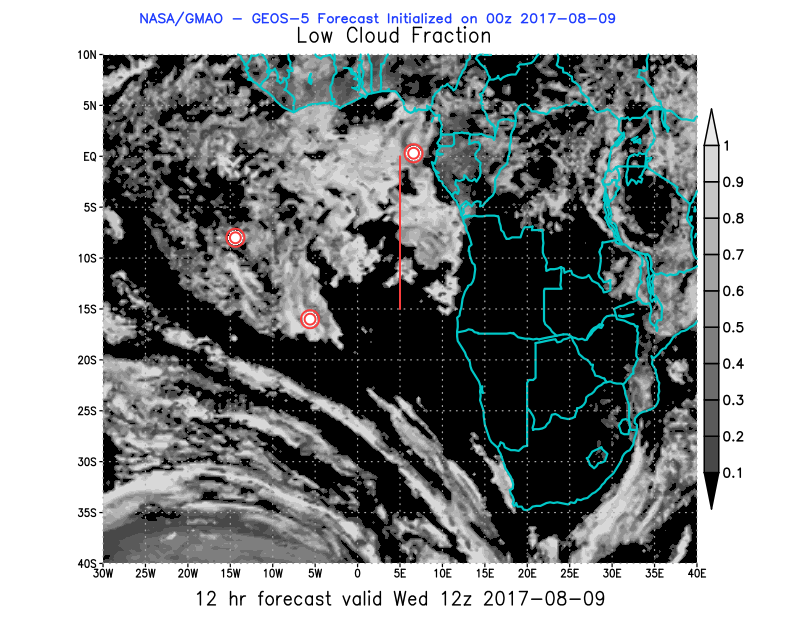 NASA/GMAO − GEOS−5 Forecast Initialized on 00z 2017−08−09
Low Cloud Fraction
10N
5N
EQ
5S
10S
15S
20S
25S
30S
35S
40S
30W 25W 20W 15W 10W 5W 0 5E 10E 15E 20E 25E 30E 35E 40E
1
0.9
0.8
0.7
0.6
0.5
0.4
0.3
0.2
0.1
12 hr forecast valid Wed 12z 2017−08−09